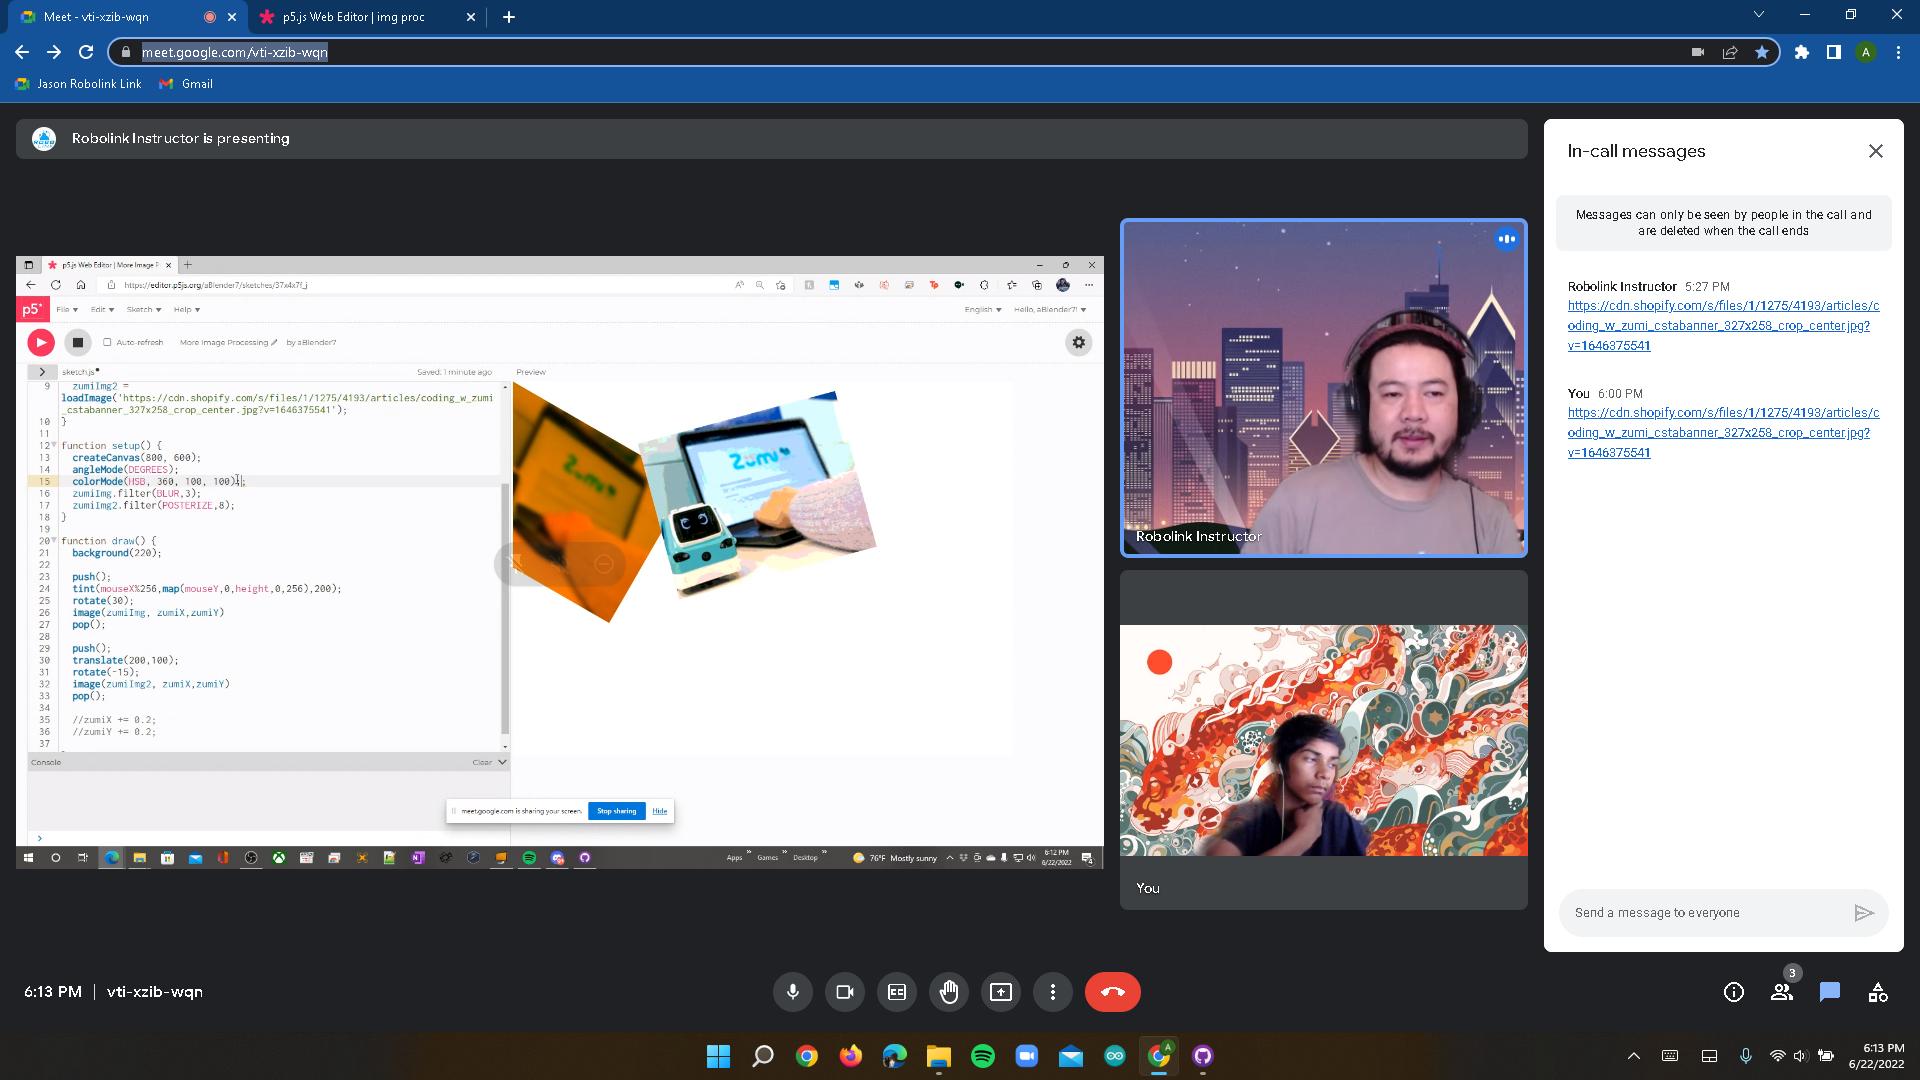 Meet - vti-xzib-wqn
p5.js Web Editor | img proc
meet.google.com/vti-xzib-wqn
A
Jason Robolink Link
Gmail
Robolink Instructor is presenting
p5.js Web Editor | More Image P
https://editor.p5js.org/aBlender7/sketches/37x4x7f_j
p5*
File
Edit
Sketch
Help
English
Hello, aBlender7!
Auto-refresh
More Image Processing
by aBlender7
sketch.js
Saved: 1 minute ago
Preview
9 zumiImg2 =
loadImage('https://cdn.shopify.com/s/files/1/1275/4193/articles/coding_w_zumi
_cstabanner_327x258_crop_center.jpg?v=1646375541');
10 }
11
12 function setup() {
13 createCanvas(800, 600);
14 angleMode(DEGREES);
15 colorMode(HSB, 360, 100, 100);
16 zumiImg.filter(BLUR,3);
17 zumiImg2.filter(POSTERIZE,8);
18 }
19
20 function draw() {
21 background(220);
22
23 push();
24 tint(mouseX%256,map(mouseY,0,height,0,256),200);
25 rotate(30);
26 image(zumiImg, zumiX,zumiY)
27 pop();
28
29 push();
30 translate(200,100);
31 rotate(-15);
32 image(zumiImg2, zumiX,zumiY)
33 pop();
34
35 //zumiX += 0.2;
36 //zumiY += 0.2;
37
Console
Clear
Zumi
meet.google.com is sharing your screen.
Stop sharing
Hide
Apps
Games
Desktop
76°F Mostly sunny
6:12 PM
6/22/2022
Robolink Instructor
You
In-call messages
Messages can only be seen by people in the call and
are deleted when the call ends
Robolink Instructor 5:27 PM
https://cdn.shopify.com/s/files/1/1275/4193/articles/c
oding_w_zumi_cstabanner_327x258_crop_center.jpg?
v=1646375541
You 6:00 PM
https://cdn.shopify.com/s/files/1/1275/4193/articles/c
oding_w_zumi_cstabanner_327x258_crop_center.jpg?
v=1646375541
Send a message to everyone
6:13 PM | vti-xzib-wqn
3
6:13 PM
6/22/2022